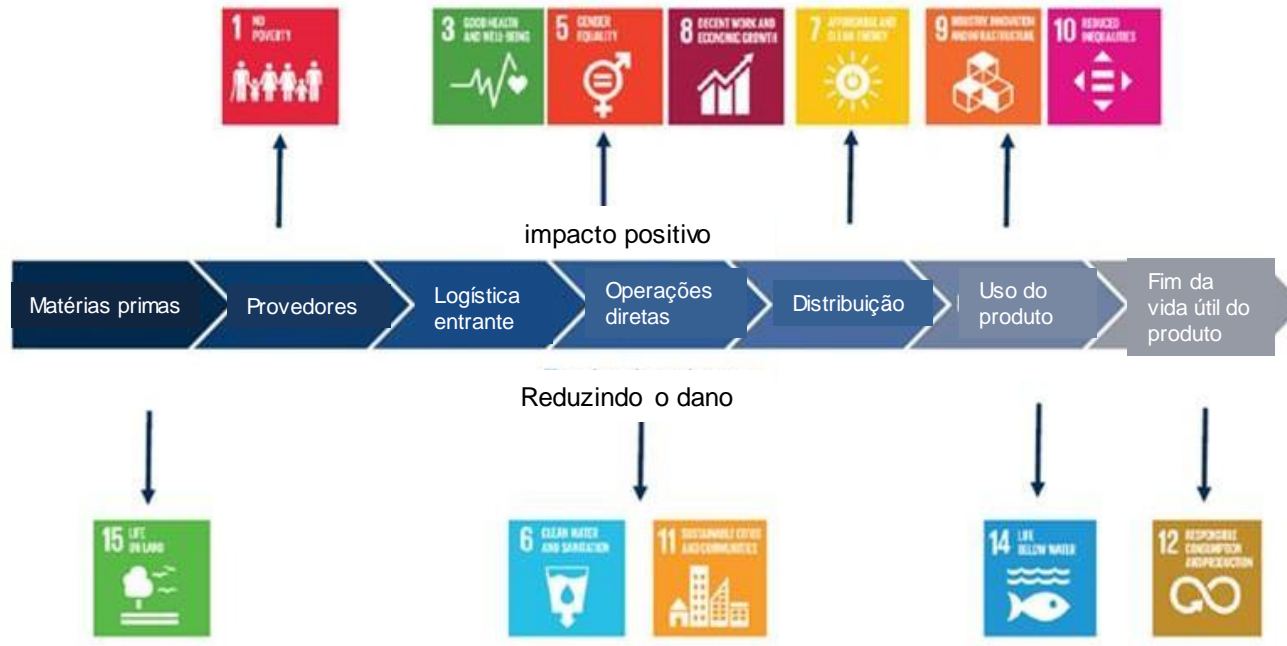 1 NO
POVERTY
3 GOOD HEALTH
AND WELL-BEING
5 GENDER
EQUALITY
8 DECENT WORK AND
ECONOMIC GROWTH
7 AFFORDABLE AND
CLEAN ENERGY
9 INDUSTRY, INNOVATION
AND INFRASTRUCTURE
10 REDUCED
INEQUALITIES
impacto positivo
Matérias primas
Provedores
Logística
entrante
Operações
diretas
Distribuição
Uso do
produto
Fim da
vida útil do
produto
Reduzindo o dano
15 LIFE
ON LAND
6 CLEAN WATER
AND SANITATION
11 SUSTAINABLE CITIES
AND COMMUNITIES
14 LIFE
BELOW WATER
12 RESPONSIBLE
CONSUMPTION
AND PRODUCTION